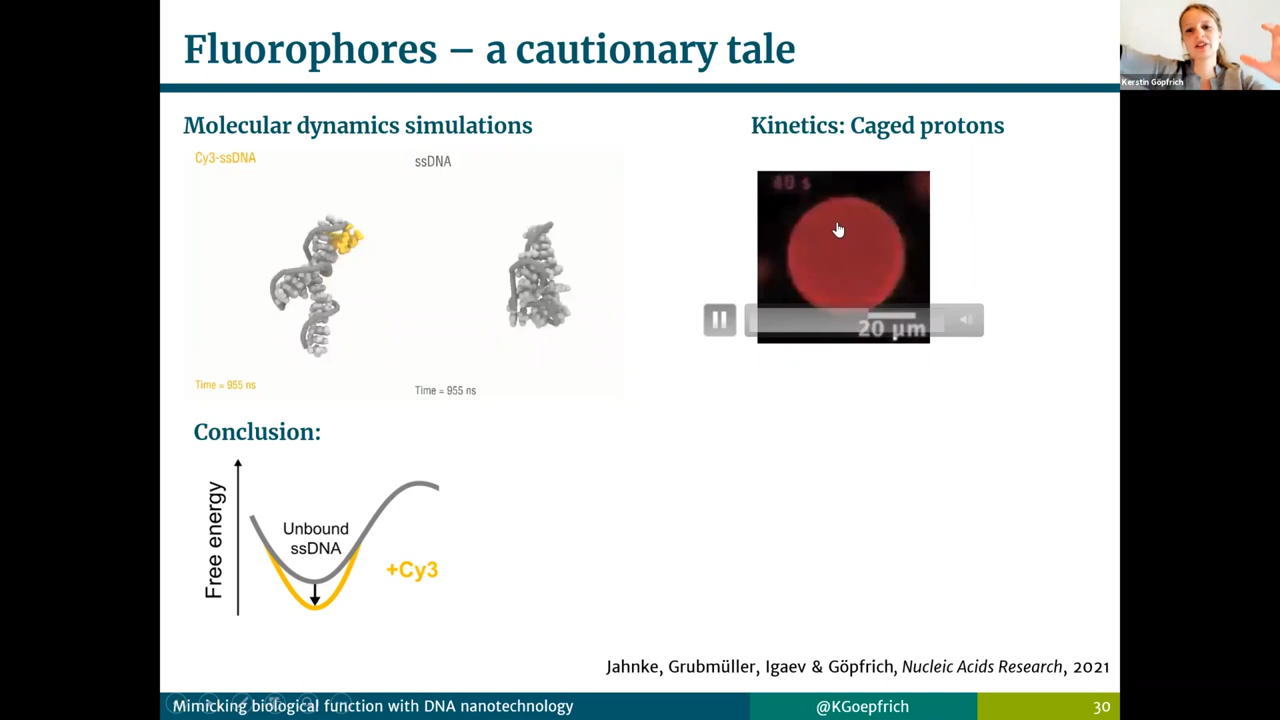 Fluorophores – a cautionary tale
Kerstin Göpfrich
Molecular dynamics simulations
Kinetics: Caged protons
Cy3-ssDNA
ssDNA
40 s
20 µm
Time = 955 ns
Time = 955 ns
Conclusion:
Free energy
Unbound
ssDNA
+Cy3
Jahnke, Grubmüller, Igaev & Göpfrich, Nucleic Acids Research, 2021
Mimicking biological function with DNA nanotechnology
@KGoepfrich
30